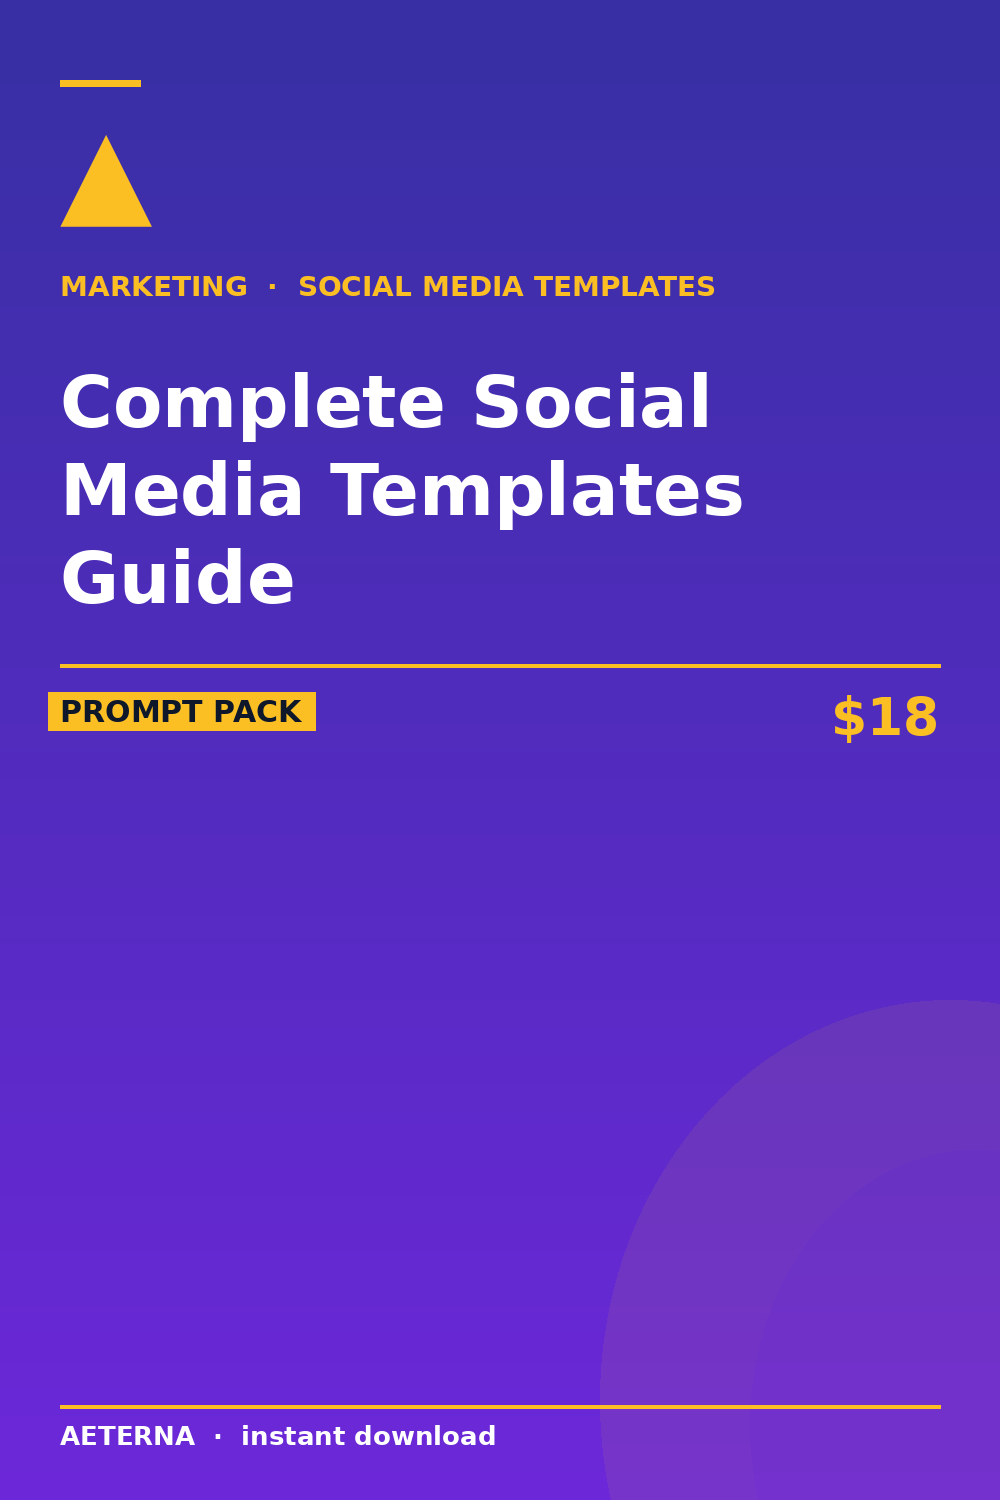 MARKETING · SOCIAL MEDIA TEMPLATES
Complete Social
Media Templates
Guide
PROMPT PACK
$18
AETERNA · instant download